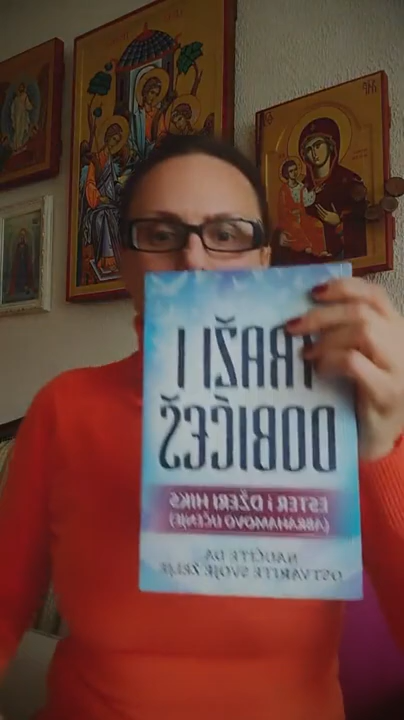 TRAŽI I
DOBIĆEŠ
ESTER i DŽERI HIKS
(ABRAHAMOVO UČENJE)
NAUČITE DA
OSTVARITE SVOJE ŽELJE